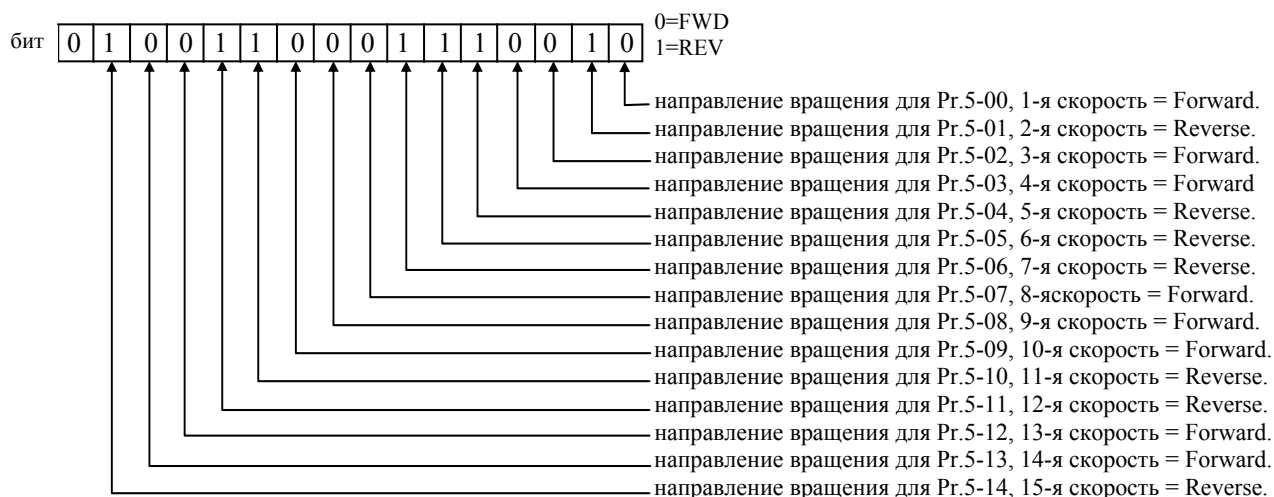 0=FWD
бит 0 1 0 0 1 1 0 0 0 1 1 1 0 0 1 0 1=REV
направление вращения для Pr.5-00, 1-я скорость = Forward.
направление вращения для Pr.5-01, 2-я скорость = Reverse.
направление вращения для Pr.5-02, 3-я скорость = Forward.
направление вращения для Pr.5-03, 4-я скорость = Forward
направление вращения для Pr.5-04, 5-я скорость = Reverse.
направление вращения для Pr.5-05, 6-я скорость = Reverse.
направление вращения для Pr.5-06, 7-я скорость = Reverse.
направление вращения для Pr.5-07, 8-яскорость = Forward.
направление вращения для Pr.5-08, 9-я скорость = Forward.
направление вращения для Pr.5-09, 10-я скорость = Forward.
направление вращения для Pr.5-10, 11-я скорость = Reverse.
направление вращения для Pr.5-11, 12-я скорость = Reverse.
направление вращения для Pr.5-12, 13-я скорость = Forward.
направление вращения для Pr.5-13, 14-я скорость = Forward.
направление вращения для Pr.5-14, 15-я скорость = Reverse.